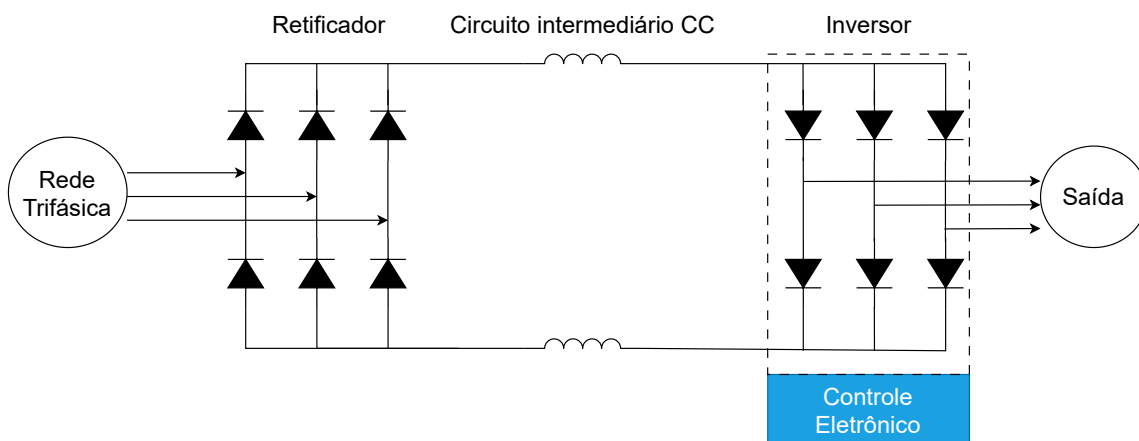 Retificador
Circuito intermediário CC
Inversor
Rede
Trifásica
Saída
Controle
Eletrônico